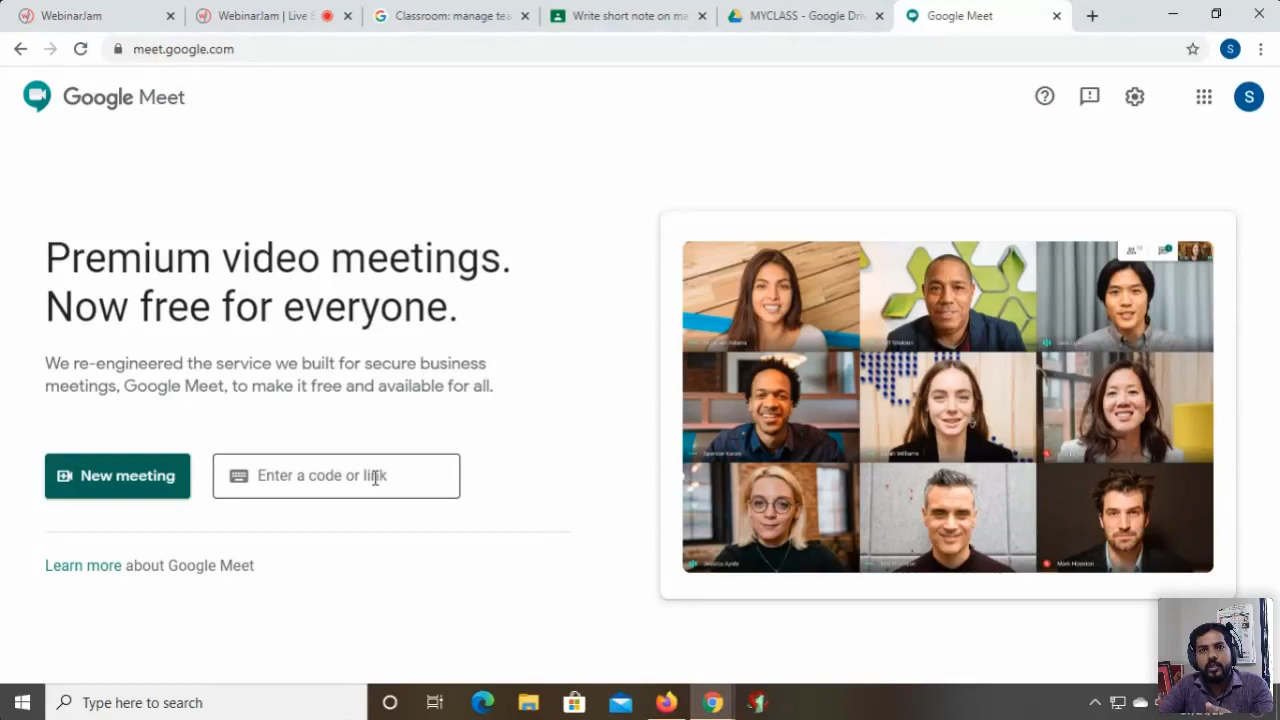 WebinarJam
WebinarJam | Live
Classroom: manage tea
Write short note on ma
MYCLASS - Google Driv
Google Meet
meet.google.com
S
Google Meet
S
Premium video meetings.
Now free for everyone.
We re-engineered the service we built for secure business
meetings, Google Meet, to make it free and available for all.
New meeting
Enter a code or link
Learn more about Google Meet
Type here to search